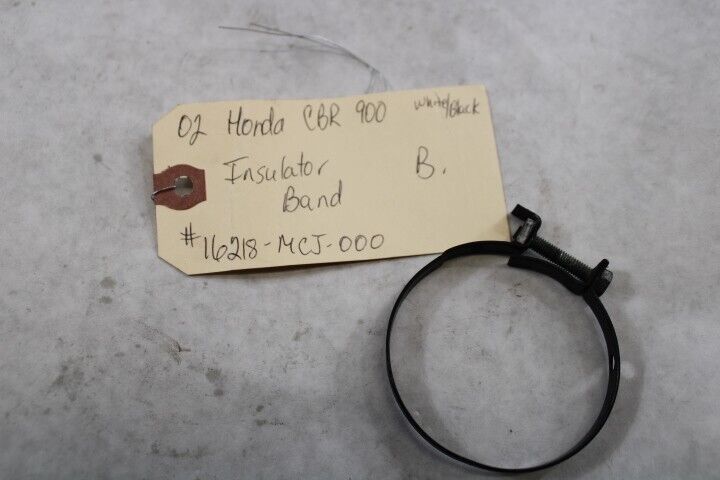 02 Honda CBR 900 White/Black
Insulator B.
Band
#16218-MCJ-000